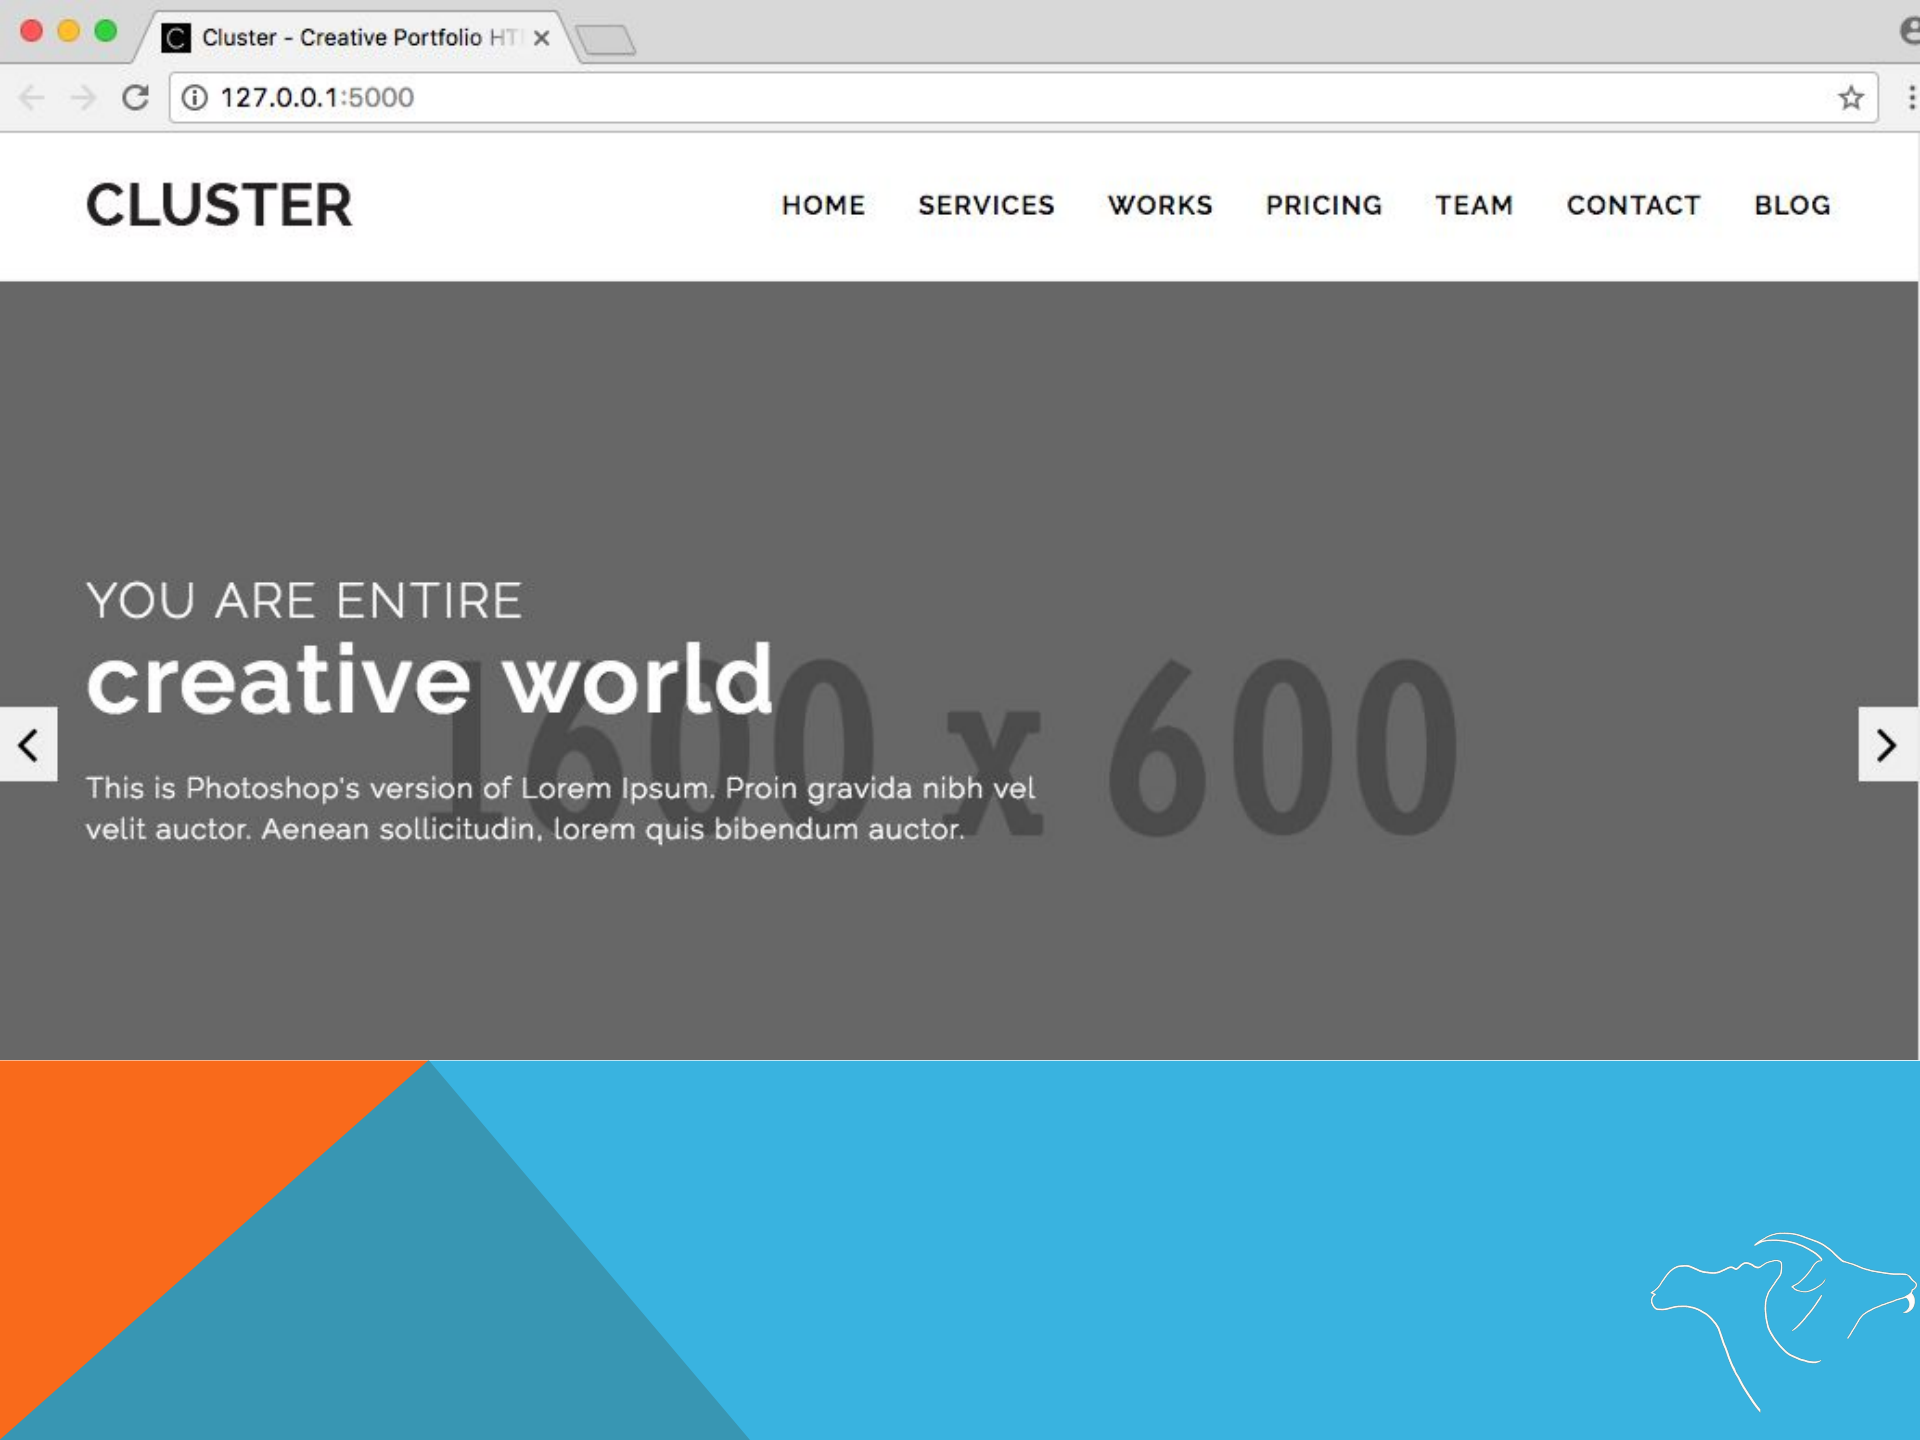 C Cluster - Creative Portfolio HT
127.0.0.1:5000
CLUSTER
HOME SERVICES WORKS PRICING TEAM CONTACT BLOG
YOU ARE ENTIRE
creative world
1600 x 600
This is Photoshop's version of Lorem Ipsum. Proin gravida nibh vel
velit auctor. Aenean sollicitudin, lorem quis bibendum auctor.